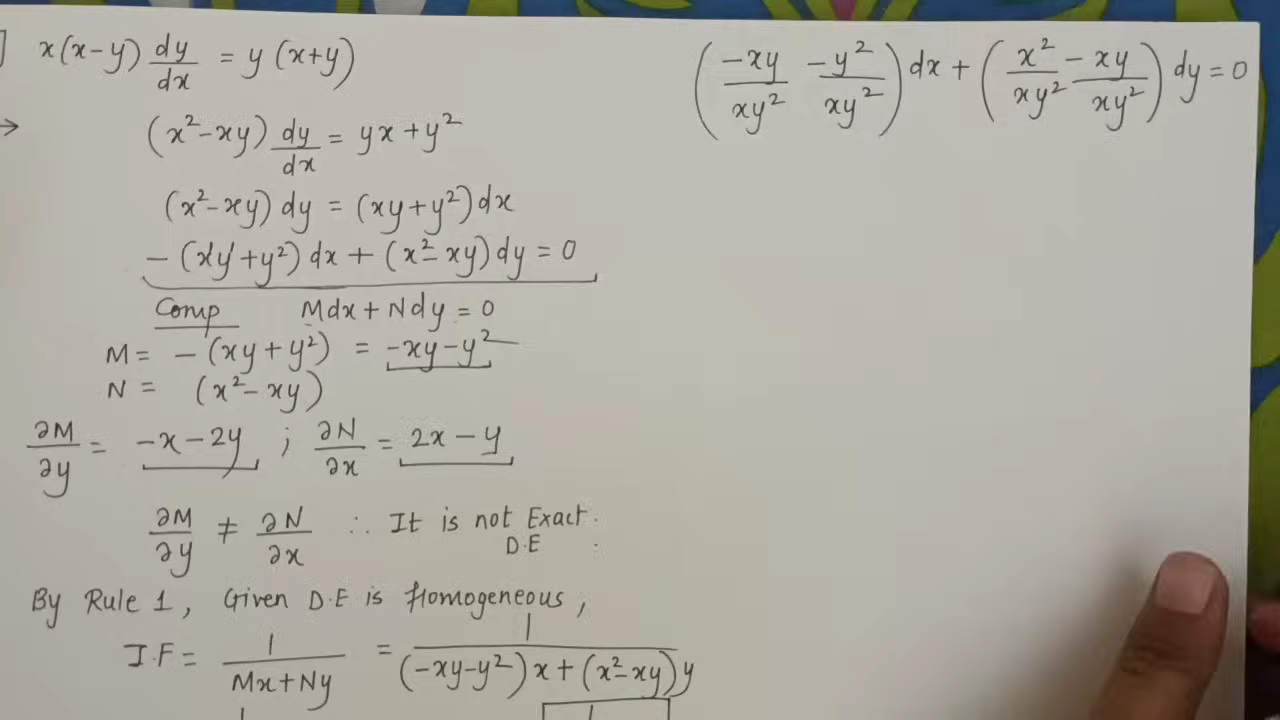 ] x(x-y) dy/dx = y(x+y)
→ (x²-xy) dy/dx = yx+y²
(x²-xy) dy = (xy+y²) dx
- (xy+y²) dx + (x²-xy) dy = 0
Comp Mdx + Ndy = 0
M = - (xy+y²) = -xy-y²
N = (x²-xy)
∂M/∂y = -x-2y ; ∂N/∂x = 2x-y
∂M/∂y ≠ ∂N/∂x ∴ It is not Exact.
D.E
By Rule 1, Given D.E is Homogeneous,
I.F = 1/(Mx+Ny) = 1/((-xy-y²)x+(x²-xy)y)
(-xy/xy² -y²/xy²) dx + (x²/xy² - xy/xy²) dy = 0